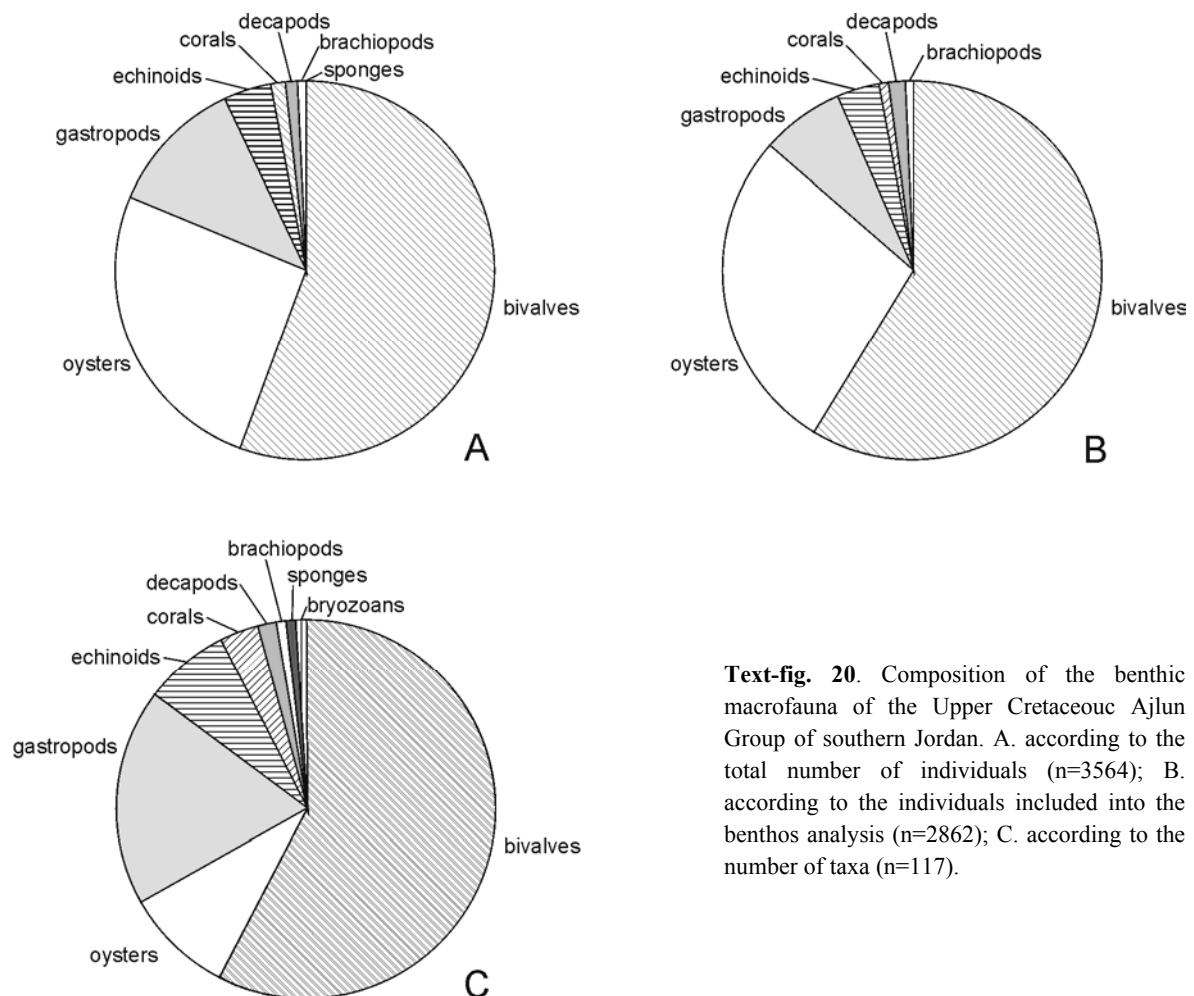 decapods
corals
brachiopods
echinoids
sponges
gastropods
bivalves
oysters
A
decapods
corals
brachiopods
echinoids
gastropods
bivalves
oysters
B
brachiopods
sponges
decapods
bryozoans
corals
echinoids
gastropods
bivalves
oysters
C
Text-fig. 20. Composition of the benthic
macrofauna of the Upper Cretaceouc Ajlun
Group of southern Jordan. A. according to the
total number of individuals (n=3564); B.
according to the individuals included into the
benthos analysis (n=2862); C. according to the
number of taxa (n=117).